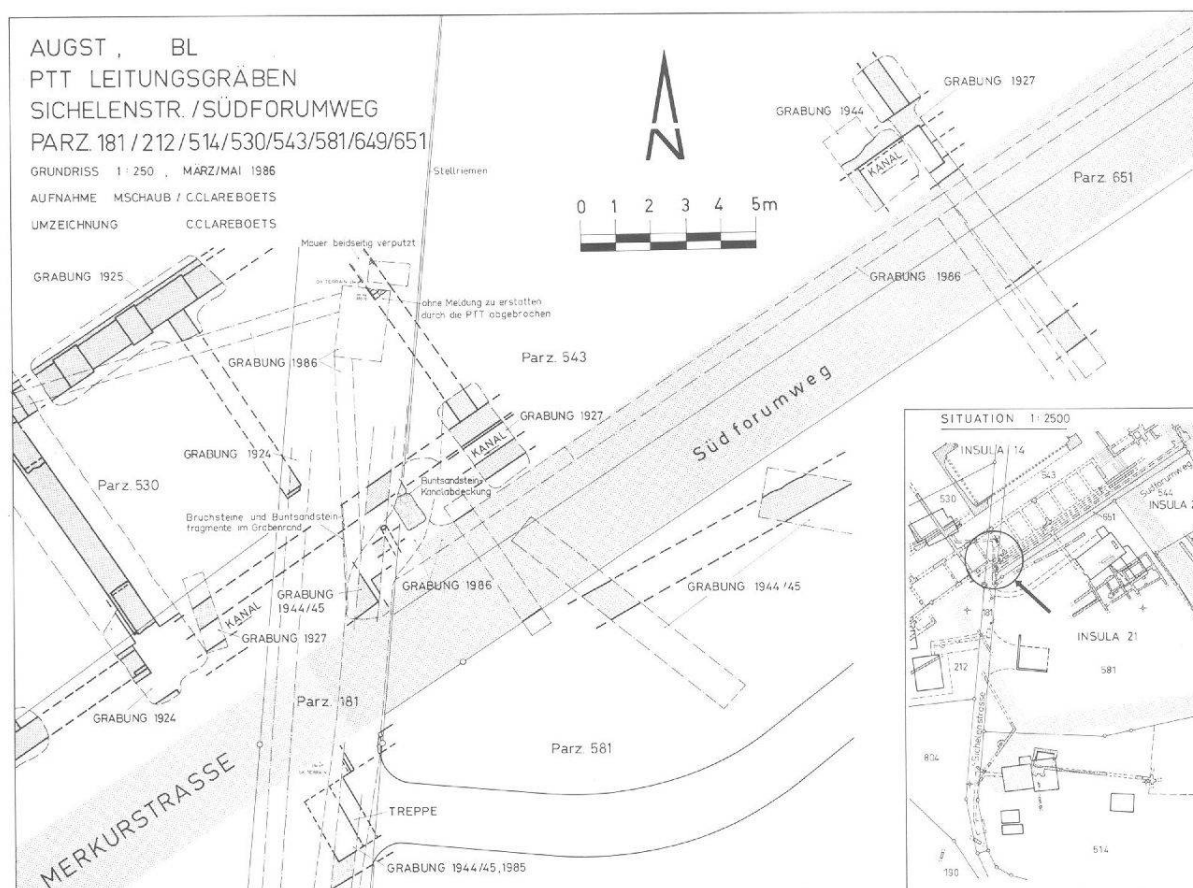 AUGST , BL
PTT LEITUNGSGRÄBEN
SICHELENSTR. / SÜDFORUMWEG
PARZ. 181 / 212 / 514 / 530 / 543 / 581 / 649 / 651
GRUNDRISS 1 : 250 , MÄRZ/MAI 1986
AUFNAHME MSCHAUB / C.CLAREBOETS
UMZEICHNUNG C.CLAREBOETS
Stellriemen
N
0 1 2 3 4 5m
GRABUNG 1927
GRABUNG 1944
KANAL
Parz. 651
GRABUNG 1986
Mauer beidseitig verputzt
GRABUNG 1925
ohne Meldung zu erstatten
durch die PTT abgebrochen
Parz. 543
GRABUNG 1986
GRABUNG 1927
KANAL
Südforumweg
GRABUNG 1924
Parz. 530
Buntsandstein-
Kanalabdeckung
Bruchsteine und Buntsandstein-
fragmente im Grabenrand
GRABUNG 1986
GRABUNG
1944/45
GRABUNG 1944/45
KANAL
GRABUNG 1927
GRABUNG 1924
Parz. 181
Parz. 581
MERKURSTRASSE
TREPPE
GRABUNG 1944/45,1985
SITUATION 1 : 2500
INSULA 14
543
530
Südforumweg
544
INSULA
651
181
INSULA 21
212
581
Sichelenstrasse
804
514
190